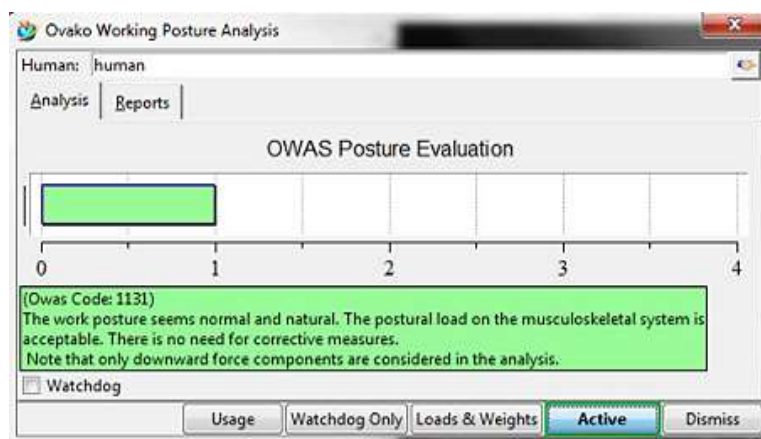 Ovako Working Posture Analysis
Human: human
Analysis Reports
OWAS Posture Evaluation
0 1 2 3 4
(Owas Code: 1131)
The work posture seems normal and natural. The postural load on the musculoskeletal system is
acceptable. There is no need for corrective measures.
Note that only downward force components are considered in the analysis.
Watchdog
Usage Watchdog Only Loads & Weights Active Dismiss